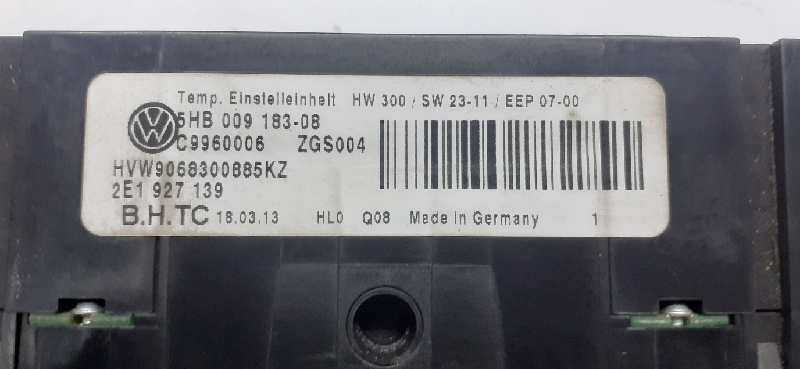 Temp. Einstelleinheit HW 300 / SW 23-11 / EEP 07-00
5HB 009 183-08
C9960006 ZGS004
HVW9068300885KZ
2E1 927 139
B.H.TC 18.03.13 HL0 Q08 Made in Germany 1